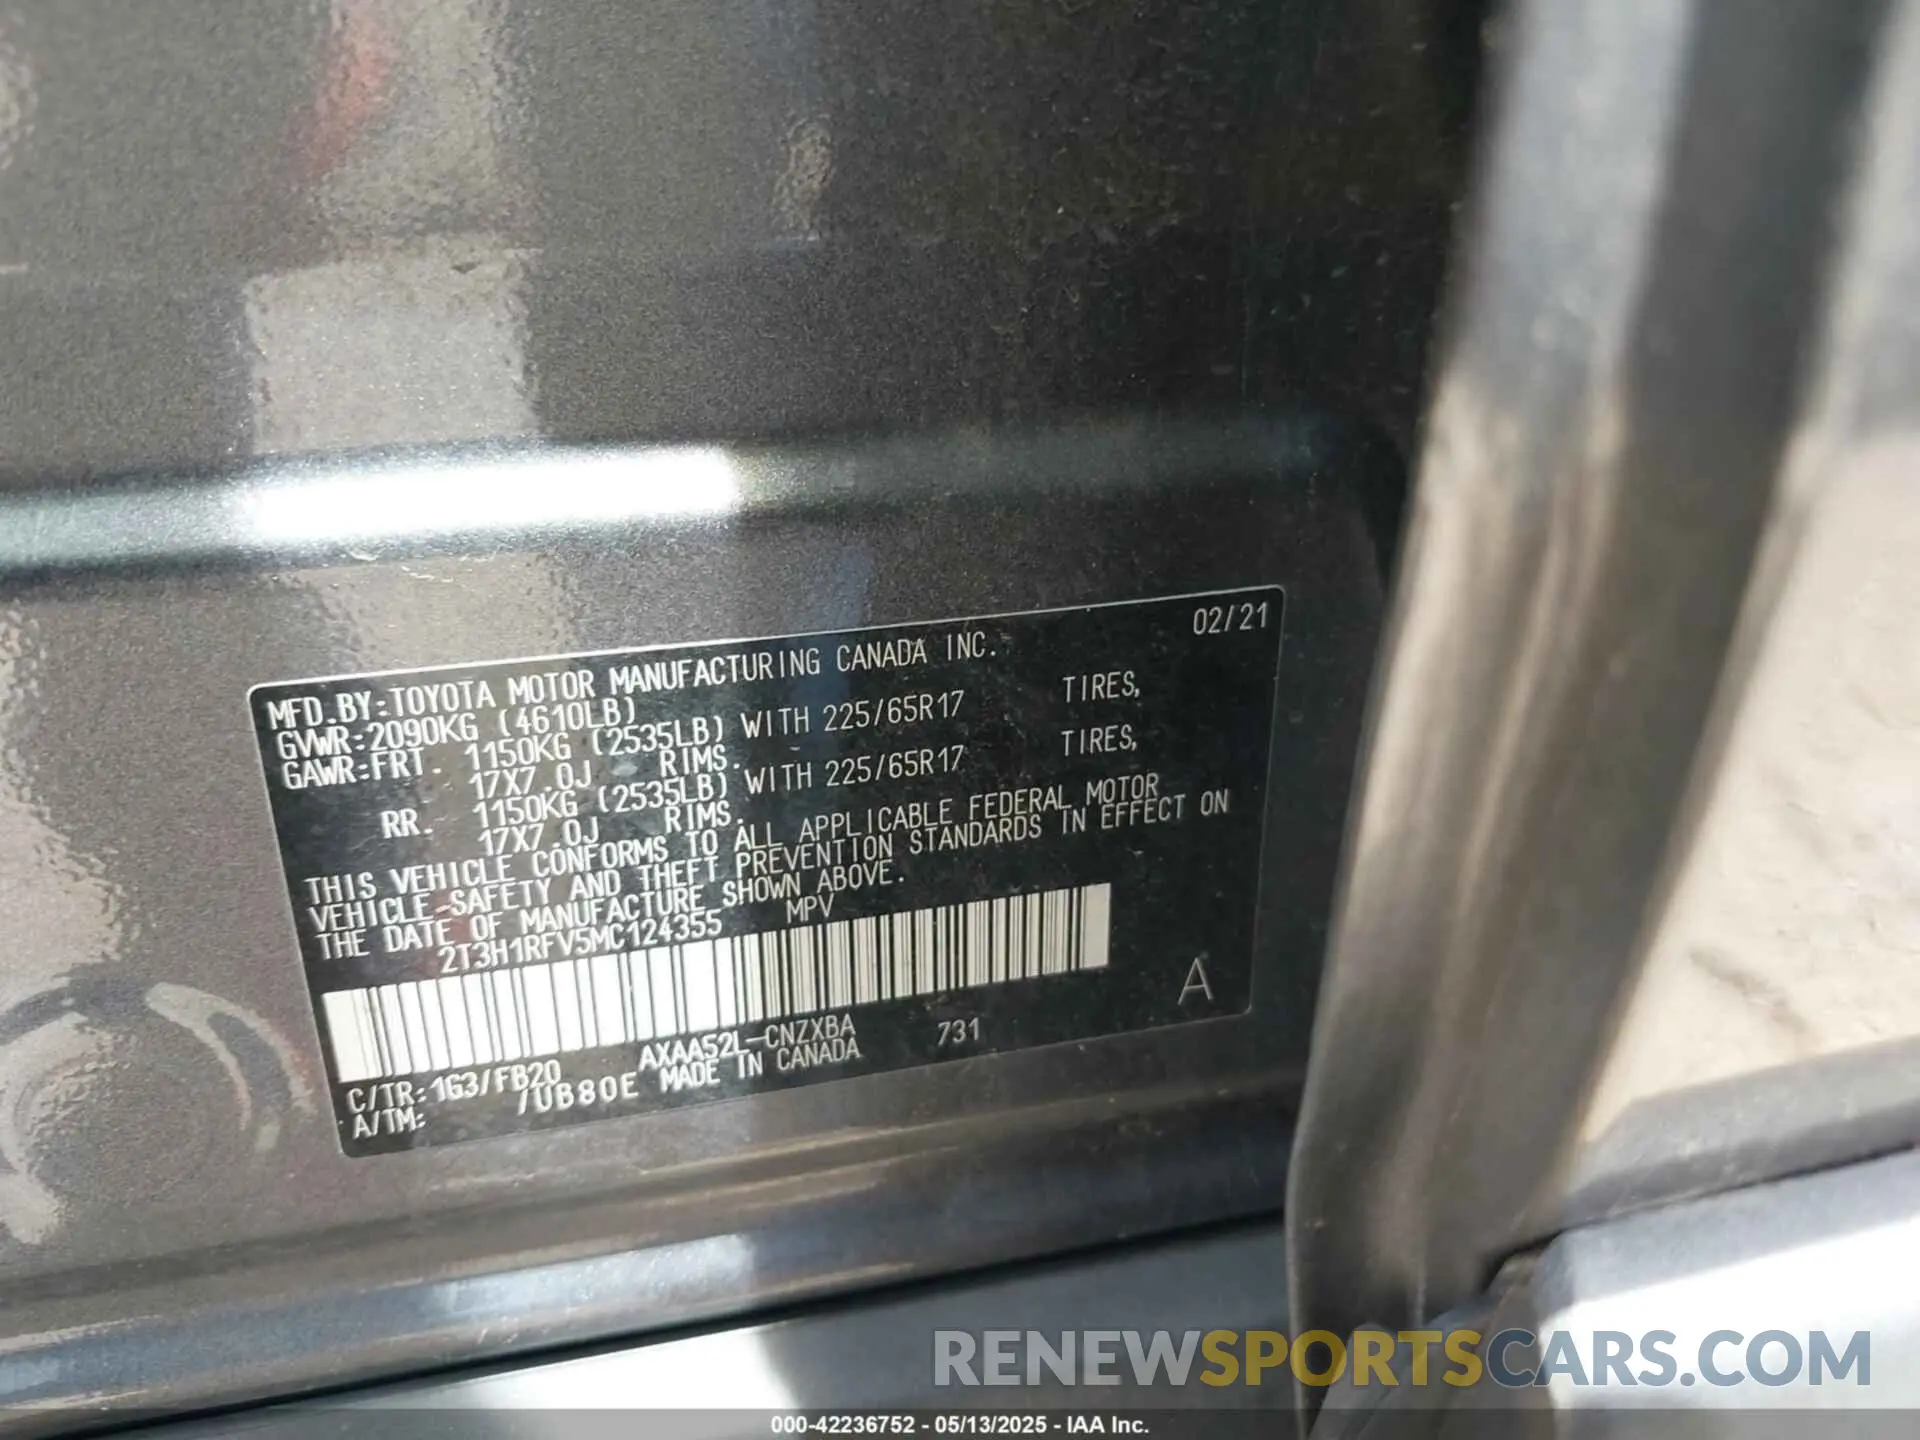 02/21
MFD.BY:TOYOTA MOTOR MANUFACTURING CANADA INC.
GVWR:2090KG (4610LB)
GAWR:FRT. 1150KG (2535LB) WITH 225/65R17 TIRES,
17X7.0J RIMS.
RR. 1150KG (2535LB) WITH 225/65R17 TIRES,
17X7.0J RIMS.
THIS VEHICLE CONFORMS TO ALL APPLICABLE FEDERAL MOTOR
VEHICLE-SAFETY AND THEFT PREVENTION STANDARDS IN EFFECT ON
THE DATE OF MANUFACTURE SHOWN ABOVE.
2T3H1RFV5MC124355 MPV
A
C/TR:1G3/FB20 AXAA52L-CNZXBA 731
A/TM: /UB80E MADE IN CANADA
RENEWSPORTSCARS.COM
000-42236752 - 05/13/2025 - IAA Inc.